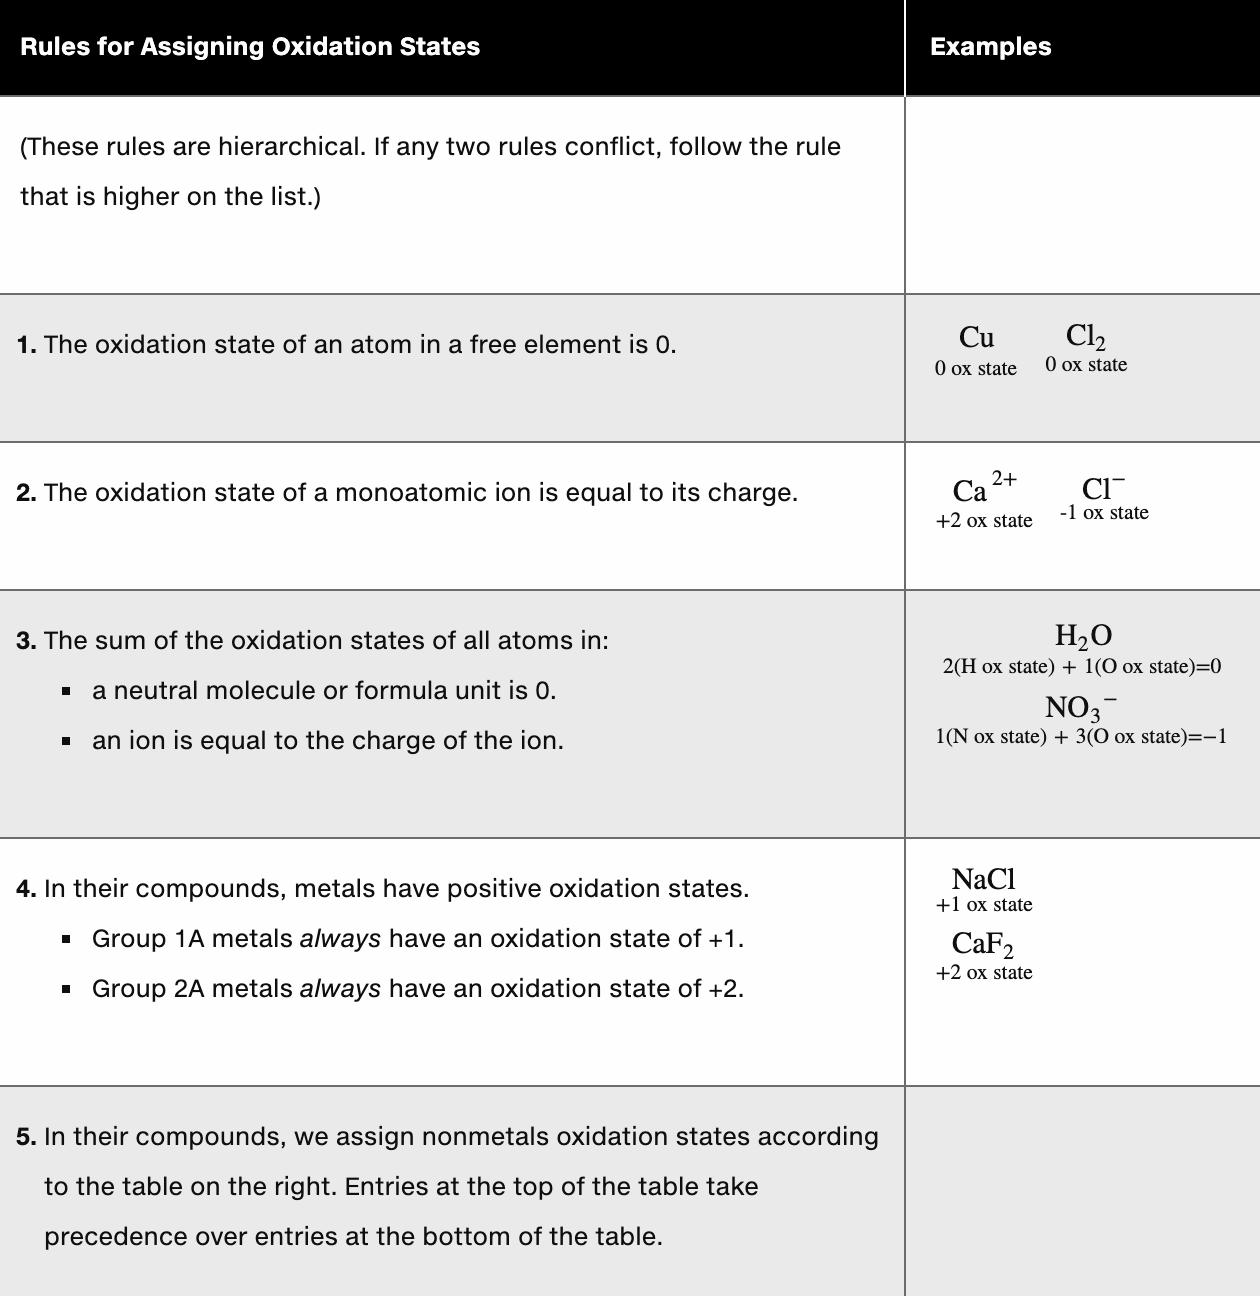 Rules for Assigning Oxidation States
Examples
(These rules are hierarchical. If any two rules conflict, follow the rule
that is higher on the list.)
1. The oxidation state of an atom in a free element is 0.
Cu Cl₂
0 ox state 0 ox state
2. The oxidation state of a monoatomic ion is equal to its charge.
Ca²⁺ Cl⁻
+2 ox state -1 ox state
3. The sum of the oxidation states of all atoms in:
▪ a neutral molecule or formula unit is 0.
▪ an ion is equal to the charge of the ion.
H₂O
2(H ox state) + 1(O ox state)=0
NO₃⁻
1(N ox state) + 3(O ox state)=−1
4. In their compounds, metals have positive oxidation states.
▪ Group 1A metals always have an oxidation state of +1.
▪ Group 2A metals always have an oxidation state of +2.
NaCl
+1 ox state
CaF₂
+2 ox state
5. In their compounds, we assign nonmetals oxidation states according
to the table on the right. Entries at the top of the table take
precedence over entries at the bottom of the table.